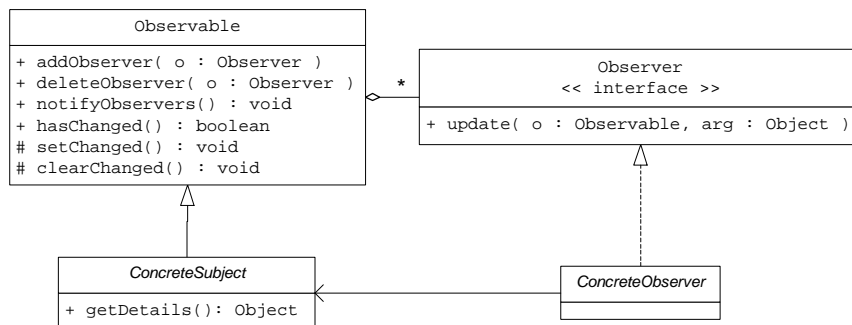 Observable
+ addObserver( o : Observer )
+ deleteObserver( o : Observer )
+ notifyObservers() : void
+ hasChanged() : boolean
# setChanged() : void
# clearChanged() : void
*
Observer
<< interface >>
+ update( o : Observable, arg : Object )
ConcreteSubject
+ getDetails(): Object
ConcreteObserver